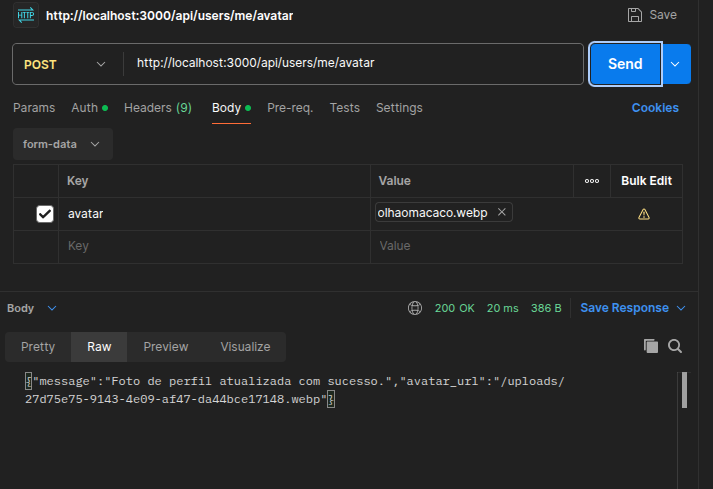 HTTP http://localhost:3000/api/users/me/avatar Save
POST http://localhost:3000/api/users/me/avatar Send
Params Auth Headers (9) Body Pre-req. Tests Settings Cookies
form-data
Key Value Bulk Edit
avatar olhaomacaco.webp
Key Value
Body 200 OK 20 ms 386 B Save Response
Pretty Raw Preview Visualize
{"message":"Foto de perfil atualizada com sucesso.","avatar_url":"/uploads/
27d75e75-9143-4e09-af47-da44bce17148.webp"}